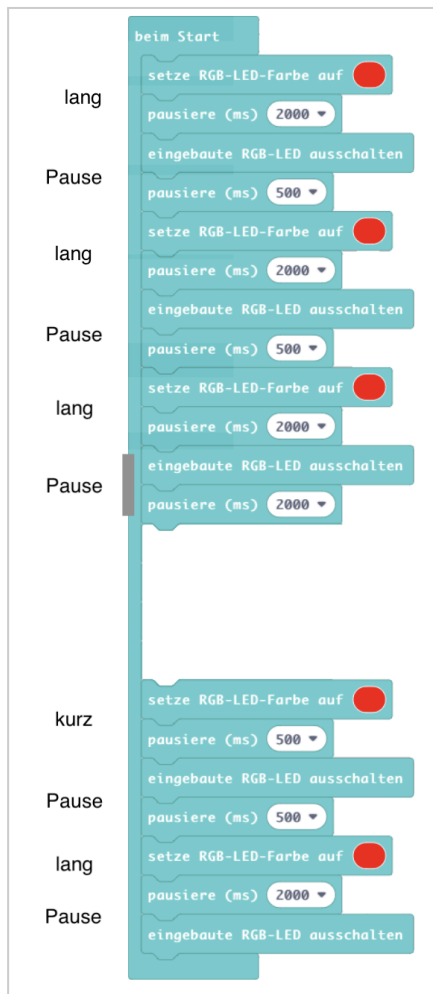 beim Start
setze RGB-LED-Farbe auf
lang
pausiere (ms) 2000
eingebaute RGB-LED ausschalten
Pause
pausiere (ms) 500
setze RGB-LED-Farbe auf
lang
pausiere (ms) 2000
eingebaute RGB-LED ausschalten
Pause
pausiere (ms) 500
setze RGB-LED-Farbe auf
lang
pausiere (ms) 2000
eingebaute RGB-LED ausschalten
Pause
pausiere (ms) 2000
setze RGB-LED-Farbe auf
kurz
pausiere (ms) 500
eingebaute RGB-LED ausschalten
Pause
pausiere (ms) 500
setze RGB-LED-Farbe auf
lang
pausiere (ms) 2000
Pause
eingebaute RGB-LED ausschalten